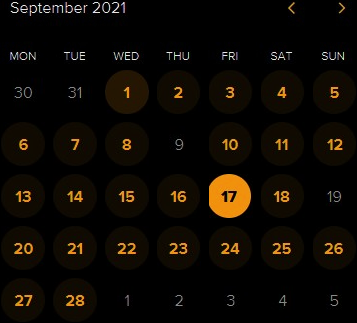 September 2021
MON TUE WED THU FRI SAT SUN
30 31 1 2 3 4 5
6 7 8 9 10 11 12
13 14 15 16 17 18 19
20 21 22 23 24 25 26
27 28 1 2 3 4 5